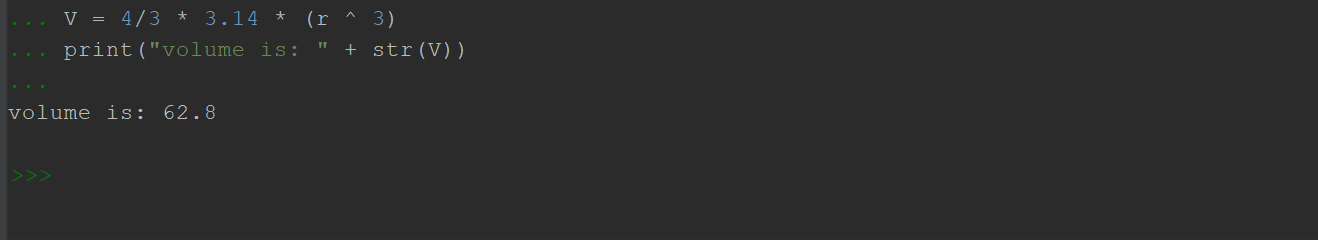 ... V = 4/3 * 3.14 * (r ^ 3)
... print("volume is: " + str(V))
...
volume is: 62.8
>>>